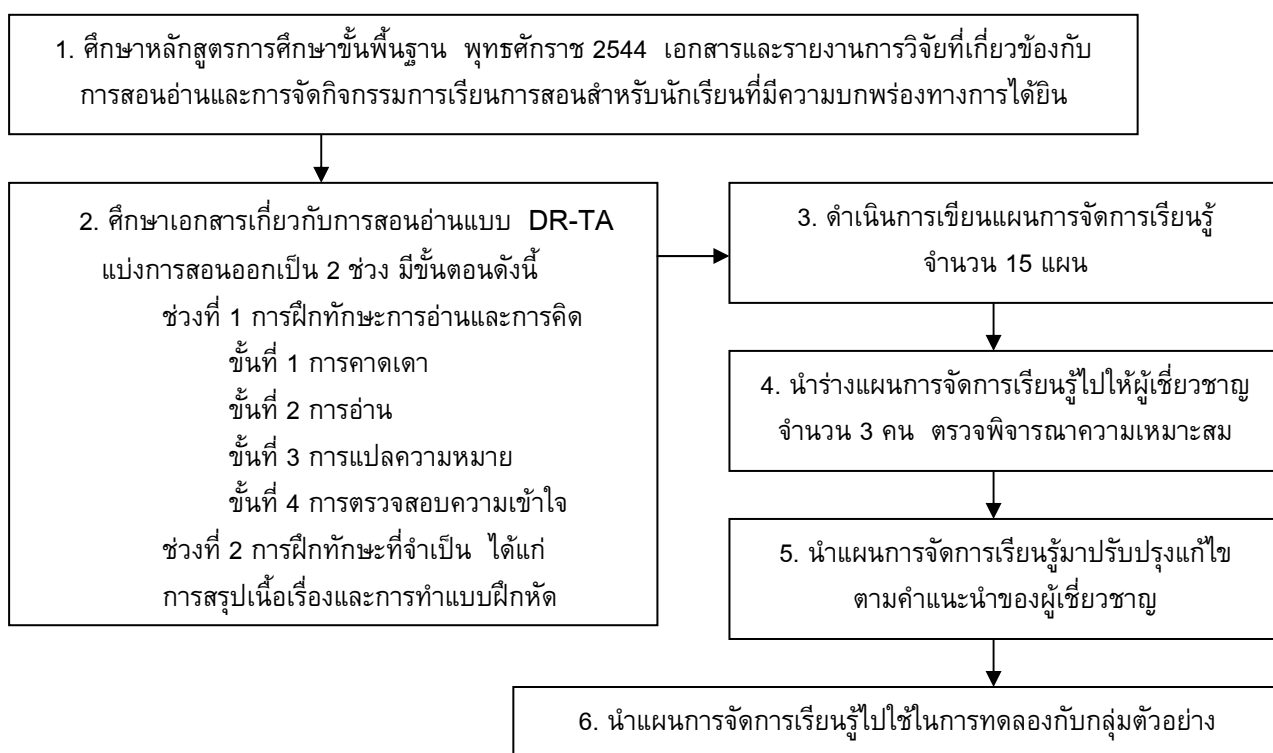 1. ศึกษาหลักสูตรการศึกษาขั้นพื้นฐาน พุทธศักราช 2544 เอกสารและรายงานการวิจัยที่เกี่ยวข้องกับ
การสอนอ่านและการจัดกิจกรรมการเรียนการสอนสำหรับนักเรียนที่มีความบกพร่องทางการได้ยิน
2. ศึกษาเอกสารเกี่ยวกับการสอนอ่านแบบ DR-TA
แบ่งการสอนออกเป็น 2 ช่วง มีขั้นตอนดังนี้
ช่วงที่ 1 การฝึกทักษะการอ่านและการคิด
ขั้นที่ 1 การคาดเดา
ขั้นที่ 2 การอ่าน
ขั้นที่ 3 การแปลความหมาย
ขั้นที่ 4 การตรวจสอบความเข้าใจ
ช่วงที่ 2 การฝึกทักษะที่จำเป็น ได้แก่
การสรุปเนื้อเรื่องและการทำแบบฝึกหัด
3. ดำเนินการเขียนแผนการจัดการเรียนรู้
จำนวน 15 แผน
4. นำร่างแผนการจัดการเรียนรู้ไปให้ผู้เชี่ยวชาญ
จำนวน 3 คน ตรวจพิจารณาความเหมาะสม
5. นำแผนการจัดการเรียนรู้มาปรับปรุงแก้ไข
ตามคำแนะนำของผู้เชี่ยวชาญ
6. นำแผนการจัดการเรียนรู้ไปใช้ในการทดลองกับกลุ่มตัวอย่าง